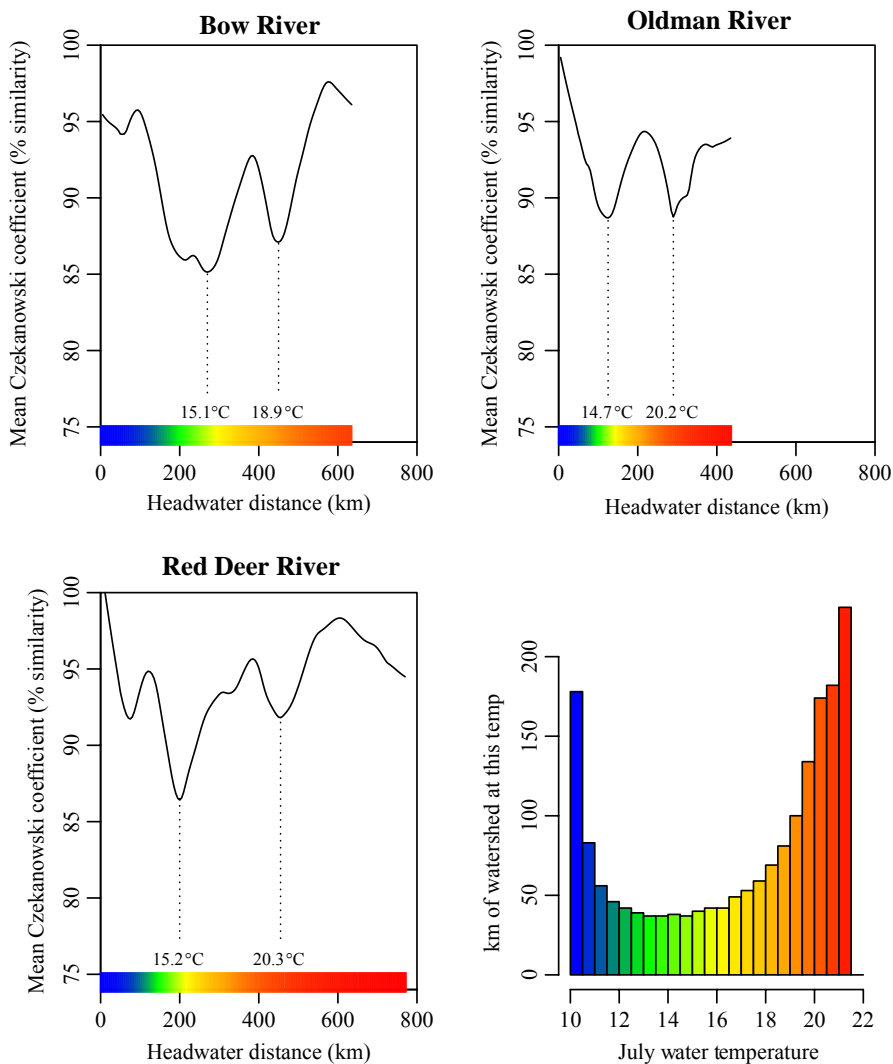 Bow River
Mean Czekanowski coefficient (% similarity)
100
95
90
85
80
75
15.1°C 18.9°C
0 200 400 600 800
Headwater distance (km)
Oldman River
Mean Czekanowski coefficient (% similarity)
100
95
90
85
80
75
14.7°C 20.2°C
0 200 400 600 800
Headwater distance (km)
Red Deer River
Mean Czekanowski coefficient (% similarity)
100
95
90
85
80
75
15.2°C 20.3°C
0 200 400 600 800
Headwater distance (km)
km of watershed at this temp
200
150
100
50
0
10 12 14 16 18 20 22
July water temperature